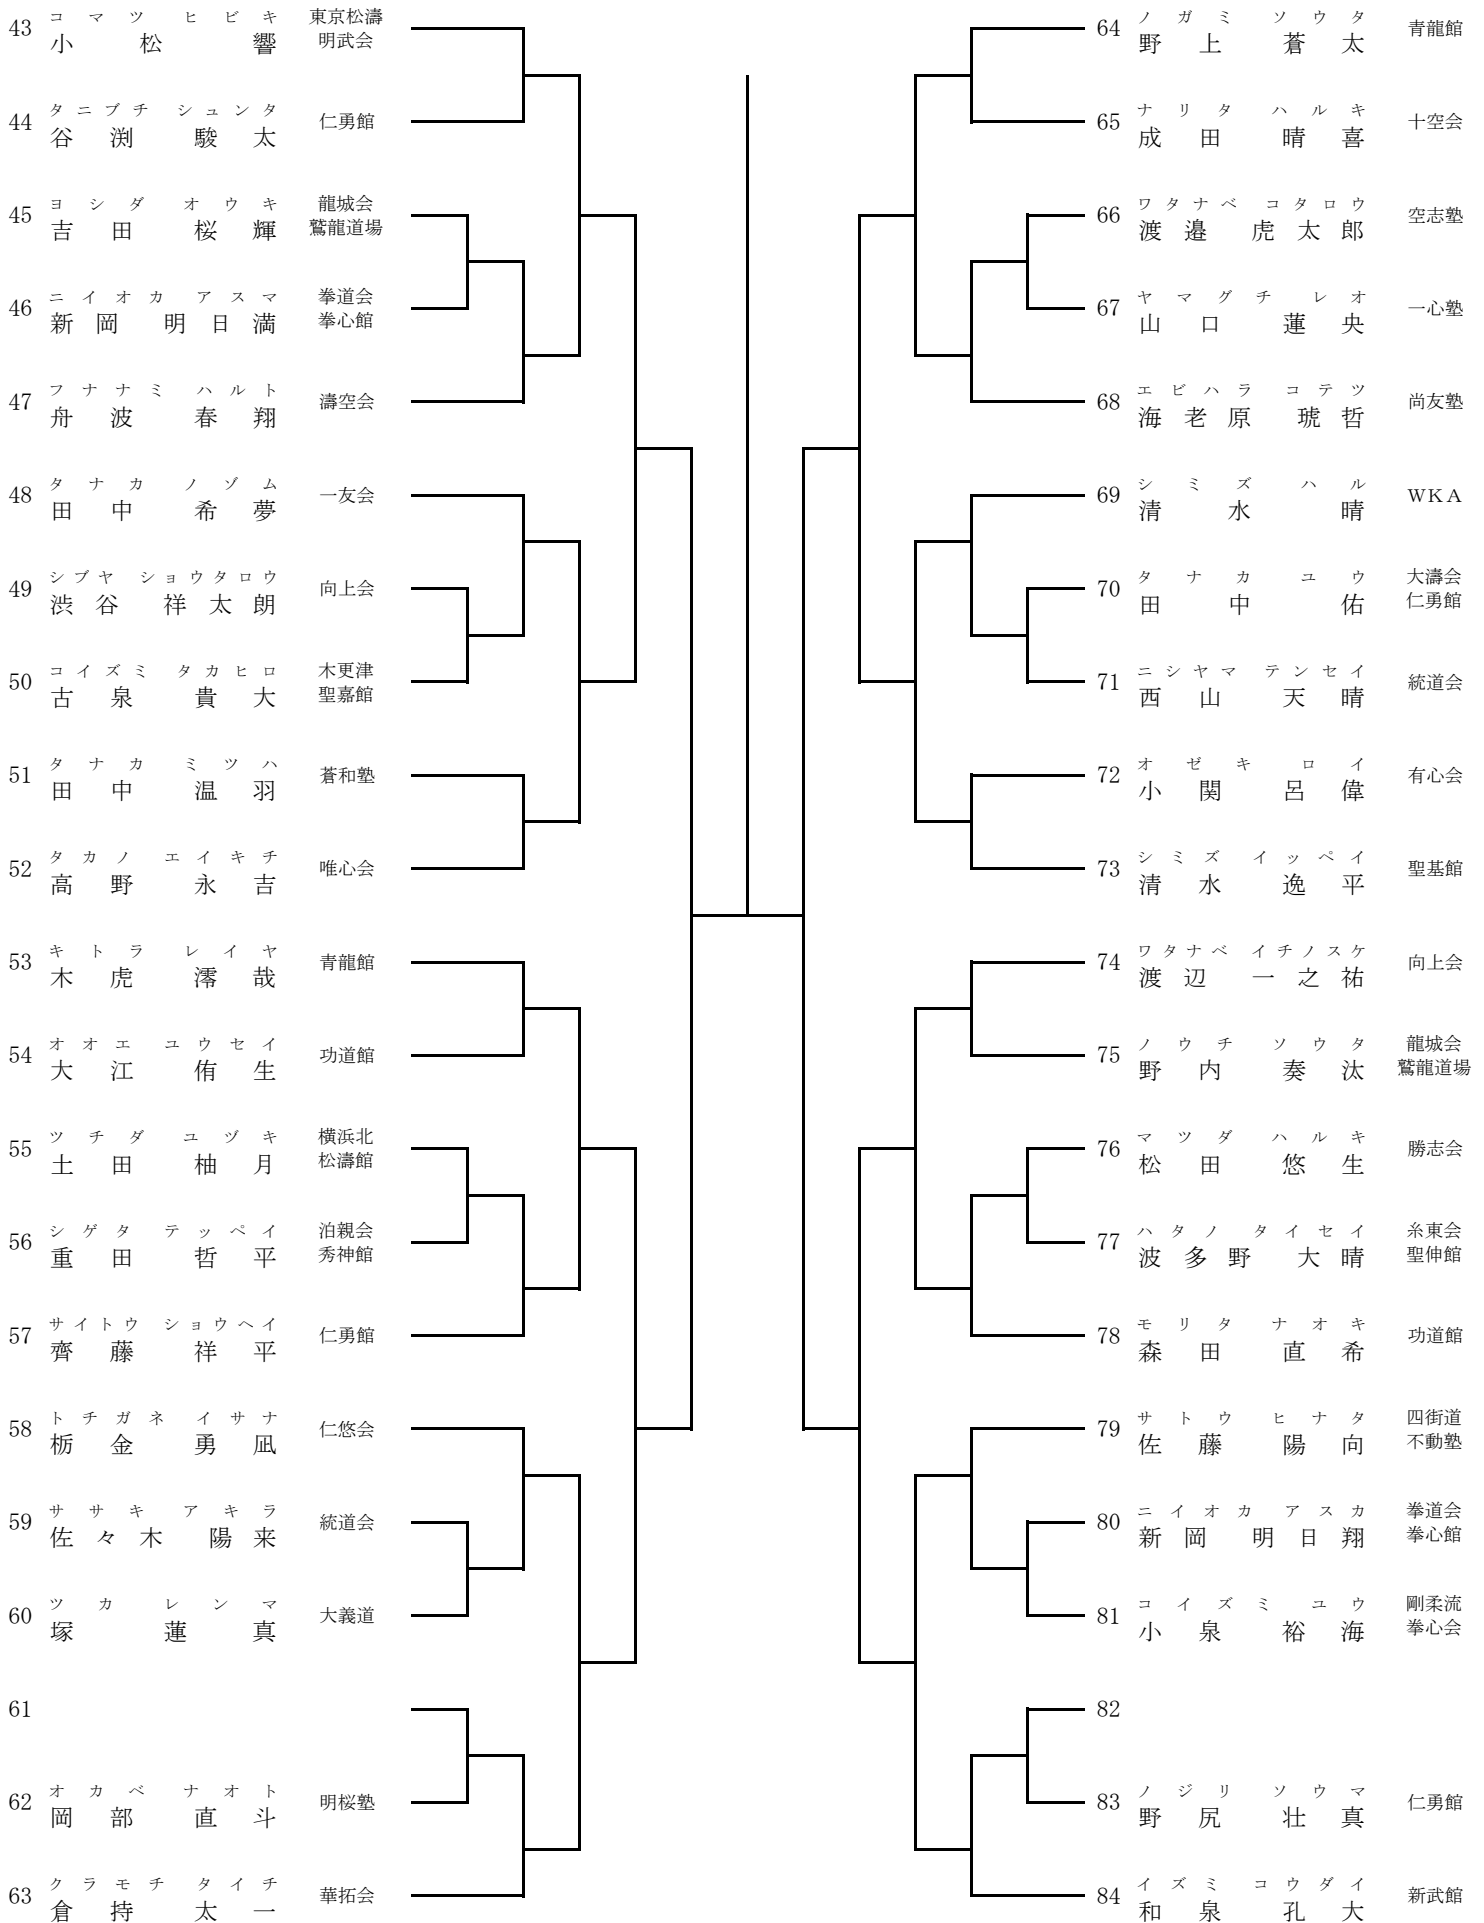 コマツ ヒビキ 東京松濤
43 小松 響 明武会
タニブチ シュンタ
44 谷渕 駿太 仁勇館
ヨシダ オウキ 龍城会
45 吉田 桜輝 鷲龍道場
ニイオカ アスマ 拳道会
46 新岡 明日満 拳心館
フナナミ ハルト
47 舟波 春翔 濤空会
タナカ ノゾム
48 田中 希夢 一友会
シブヤ ショウタロウ
49 渋谷 祥太朗 向上会
コイズミ タカヒロ 木更津
50 古泉 貴大 聖嘉館
タナカ ミツハ
51 田中 温羽 蒼和塾
タカノ エイキチ
52 高野 永吉 唯心会
キトラ レイヤ
53 木虎 澪哉 青龍館
オオエ ユウセイ
54 大江 侑生 功道館
ツチダ ユヅキ 横浜北
55 土田 柚月 松濤館
シゲタ テッペイ 泊親会
56 重田 哲平 秀神館
サイトウ ショウヘイ
57 齊藤 祥平 仁勇館
トチガネ イサナ
58 栃金 勇凪 仁悠会
ササキ アキラ
59 佐々木 陽来 統道会
ツカ レンマ
60 塚 蓮真 大義道
61
オカベ ナオト
62 岡部 直斗 明桜塾
クラモチ タイチ
63 倉持 太一 華拓会
ノガミ ソウタ
64 野上 蒼太 青龍館
ナリタ ハルキ
65 成田 晴喜 十空会
ワタナベ コタロウ
66 渡邉 虎太郎 空志塾
ヤマグチ レオ
67 山口 蓮央 一心塾
エビハラ コテツ
68 海老原 琥哲 尚友塾
シミズ ハル
69 清水 晴 WKA
タナカ ユウ 大濤会
70 田中 佑 仁勇館
ニシヤマ テンセイ
71 西山 天晴 統道会
オゼキ ロイ
72 小関 呂偉 有心会
シミズ イッペイ
73 清水 逸平 聖基館
ワタナベ イチノスケ
74 渡辺 一之祐 向上会
ノウチ ソウタ 龍城会
75 野内 奏汰 鷲龍道場
マツダ ハルキ
76 松田 悠生 勝志会
ハタノ タイセイ 糸東会
77 波多野 大晴 聖伸館
モリタ ナオキ
78 森田 直希 功道館
サトウ ヒナタ 四街道
79 佐藤 陽向 不動塾
ニイオカ アスカ 拳道会
80 新岡 明日翔 拳心館
コイズミ ユウ 剛柔流
81 小泉 裕海 拳心会
82
ノジリ ソウマ
83 野尻 壮真 仁勇館
イズミ コウダイ
84 和泉 孔大 新武館